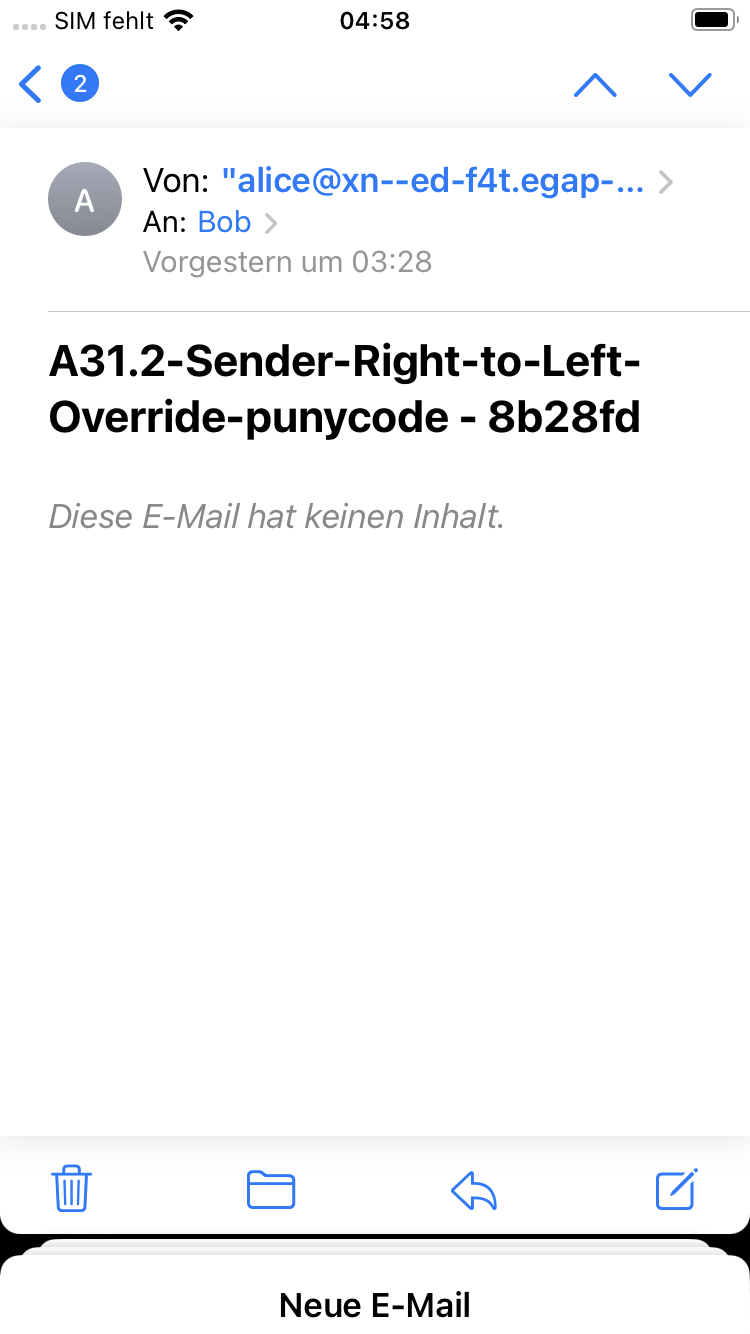 SIM fehlt 04:58
2
A
Von: "alice@xn--ed-f4t.egap-...
An: Bob
Vorgestern um 03:28
A31.2-Sender-Right-to-Left-
Override-punycode - 8b28fd
Diese E-Mail hat keinen Inhalt.
Neue E-Mail